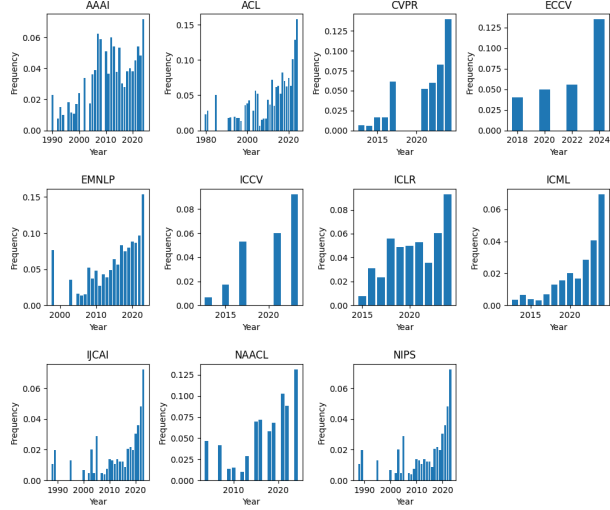 AAAI
Frequency
0.06
0.04
0.02
0.00
1990 2000 2010 2020
Year
ACL
Frequency
0.15
0.10
0.05
0.00
1980 2000 2020
Year
CVPR
Frequency
0.125
0.100
0.075
0.050
0.025
0.000
2015 2020
Year
ECCV
Frequency
0.125
0.100
0.075
0.050
0.025
0.000
2018 2020 2022 2024
Year
EMNLP
Frequency
0.15
0.10
0.05
0.00
2000 2010 2020
Year
ICCV
Frequency
0.08
0.06
0.04
0.02
0.00
2015 2020
Year
ICLR
Frequency
0.08
0.06
0.04
0.02
0.00
2015 2020
Year
ICML
Frequency
0.06
0.04
0.02
0.00
2015 2020
Year
IJCAI
Frequency
0.06
0.04
0.02
0.00
1990 2000 2010 2020
Year
NAACL
Frequency
0.125
0.100
0.075
0.050
0.025
0.000
2010 2020
Year
NIPS
Frequency
0.06
0.04
0.02
0.00
1990 2000 2010 2020
Year